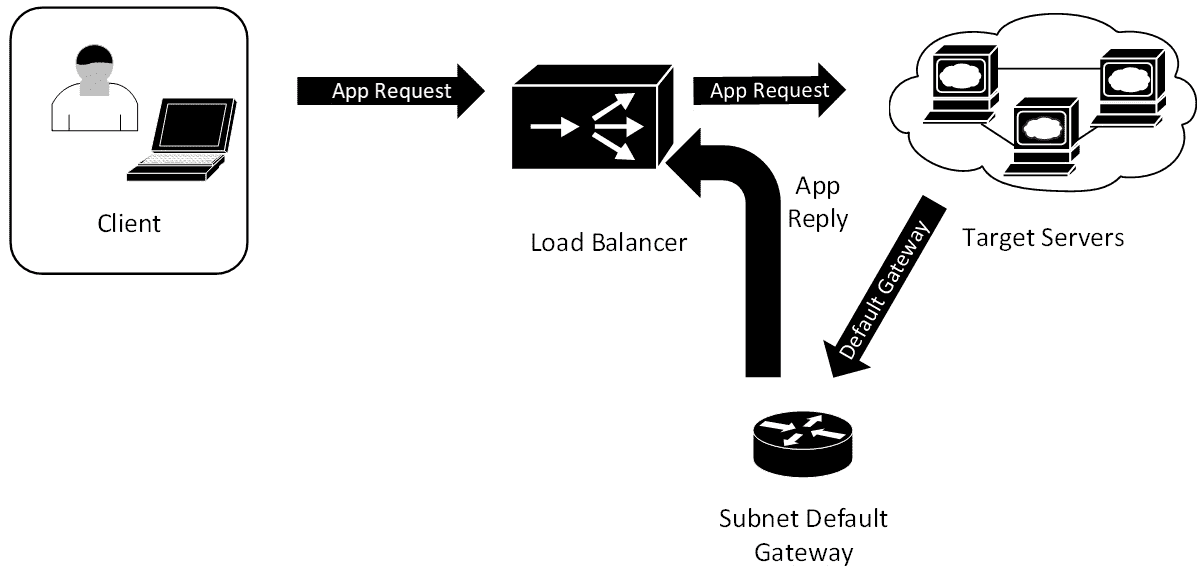 App Request
App Request
Client
Load Balancer
App
Reply
Target Servers
Default Gateway
Subnet Default
Gateway